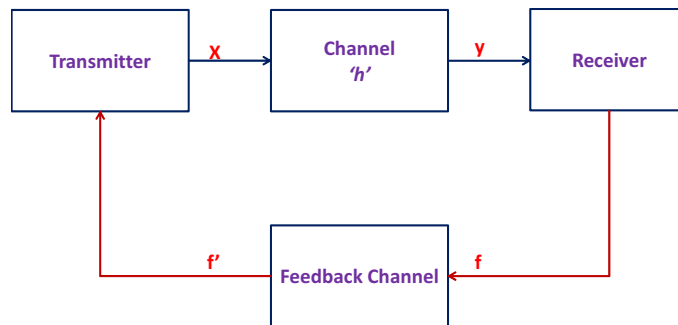 Transmitter
X
Channel
‘h’
y
Receiver
f’
Feedback Channel
f